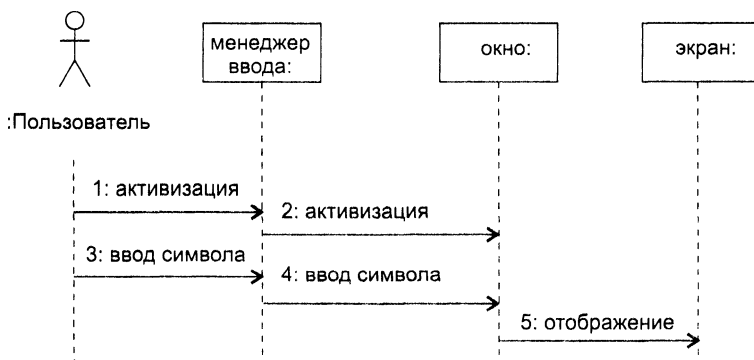 менеджер
ввода:
окно:
экран:
:Пользователь
1: активизация
2: активизация
3: ввод символа
4: ввод символа
5: отображение